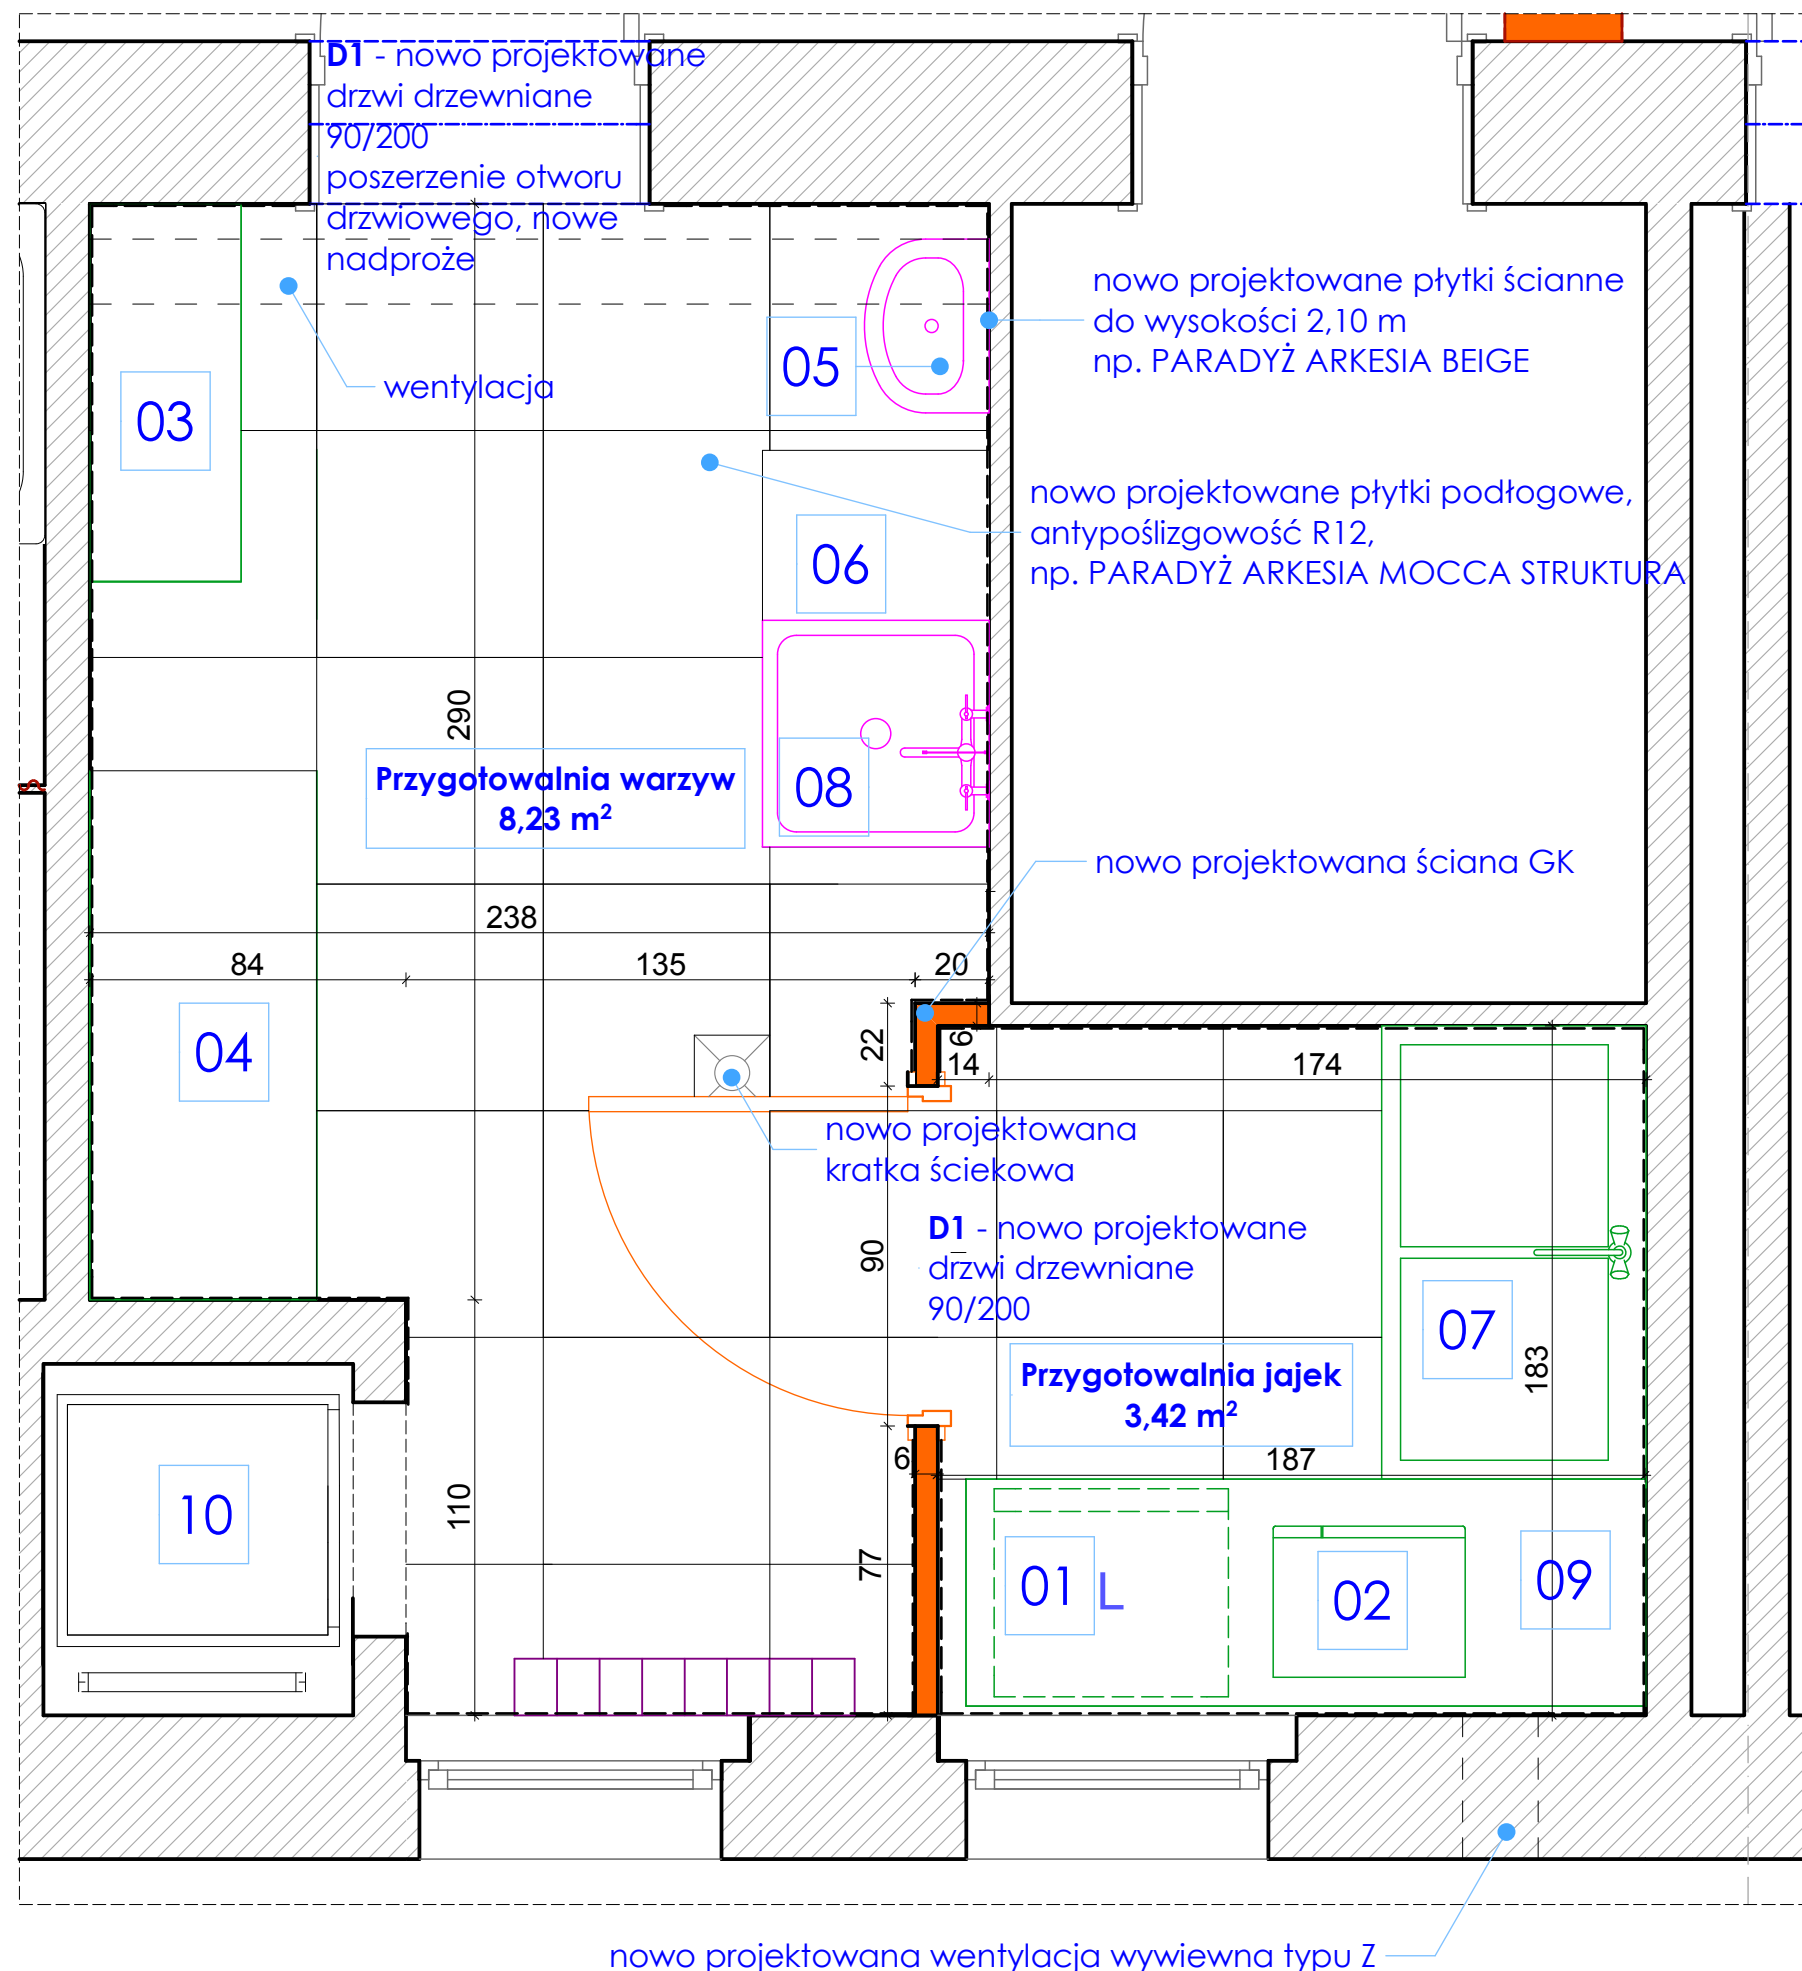 D1 - nowo projektowane
drzwi drzewniane
90/200
poszerzenie otworu
drzwiowego, nowe
nadproże
nowo projektowane płytki ścianne
do wysokości 2,10 m
np. PARADYŻ ARKESIA BEIGE
wentylacja
05
03
nowo projektowane płytki podłogowe,
antypoślizgowość R12,
np. PARADYŻ ARKESIA MOCCA STRUKTURA
06
290
Przygotowalnia warzyw
8,23 m²
08
nowo projektowana ściana GK
238
84
135
20
04
22
6
14
174
nowo projektowana
kratka ściekowa
D1 - nowo projektowane
drzwi drzewniane
90/200
90
07
183
Przygotowalnia jajek
3,42 m²
6
187
10
110
77
01 L
02
09
nowo projektowana wentylacja wywiewna typu Z